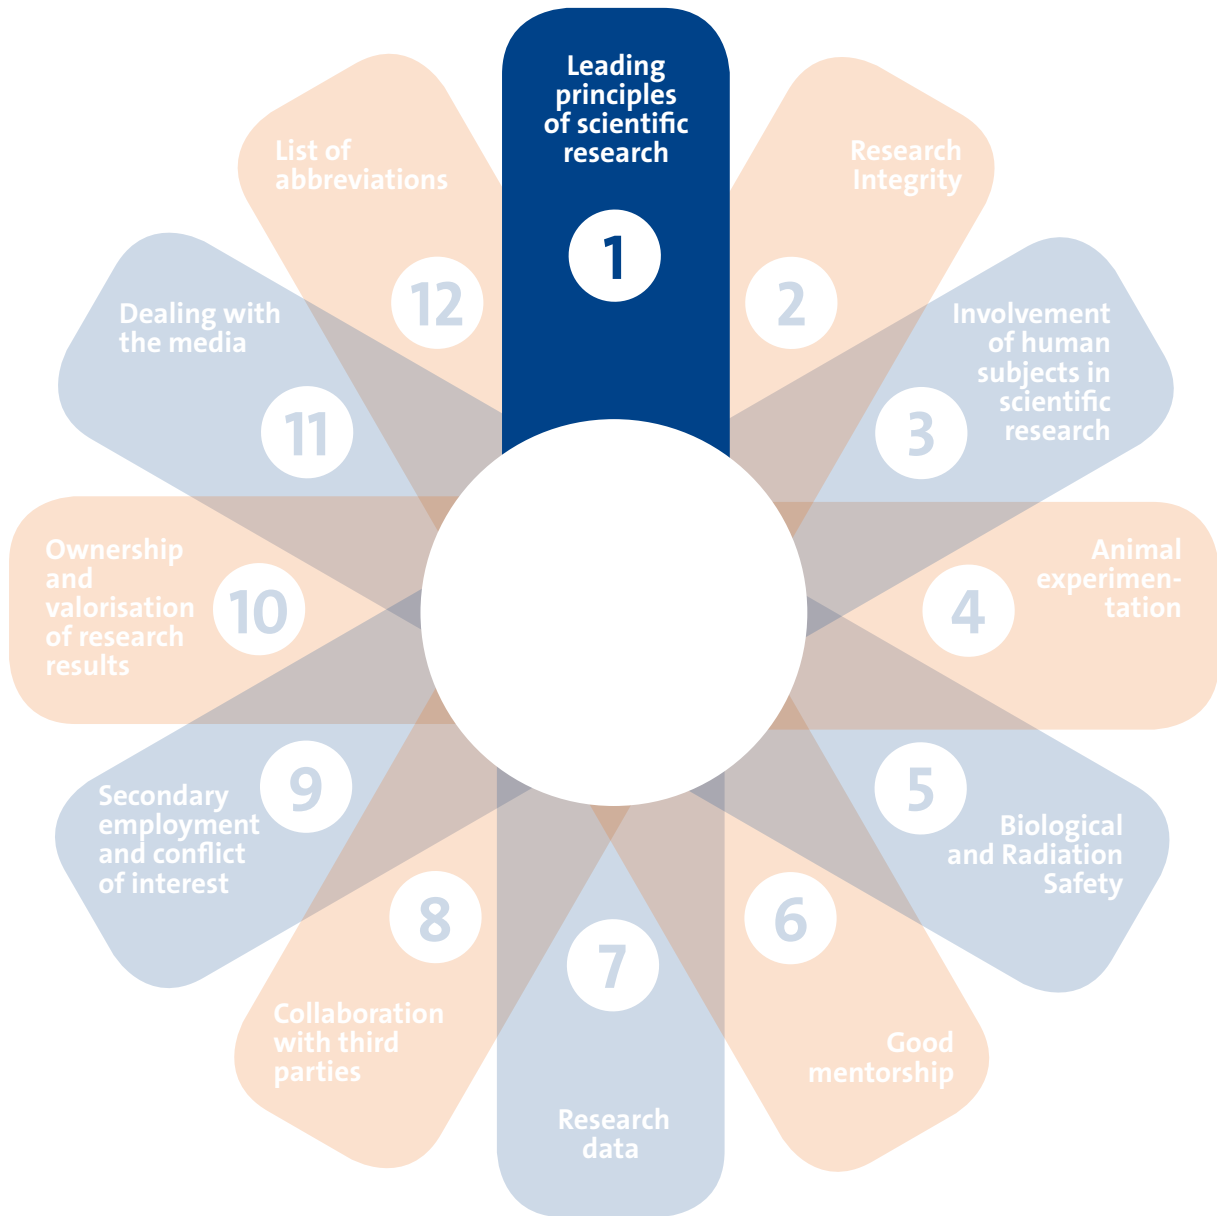 Leading
principles
of scientific
research
1
Research
Integrity
2
Involvement
of human
subjects in
scientific
research
3
Animal
experimen-
tation
4
5
Biological
and Radiation
Safety
6
Good
mentorship
7
Research
data
8
Collaboration
with third
parties
9
Secondary
employment
and conflict
of interest
Ownership
and
valorisation
of research
results
10
Dealing with
the media
11
List of
abbreviations
12